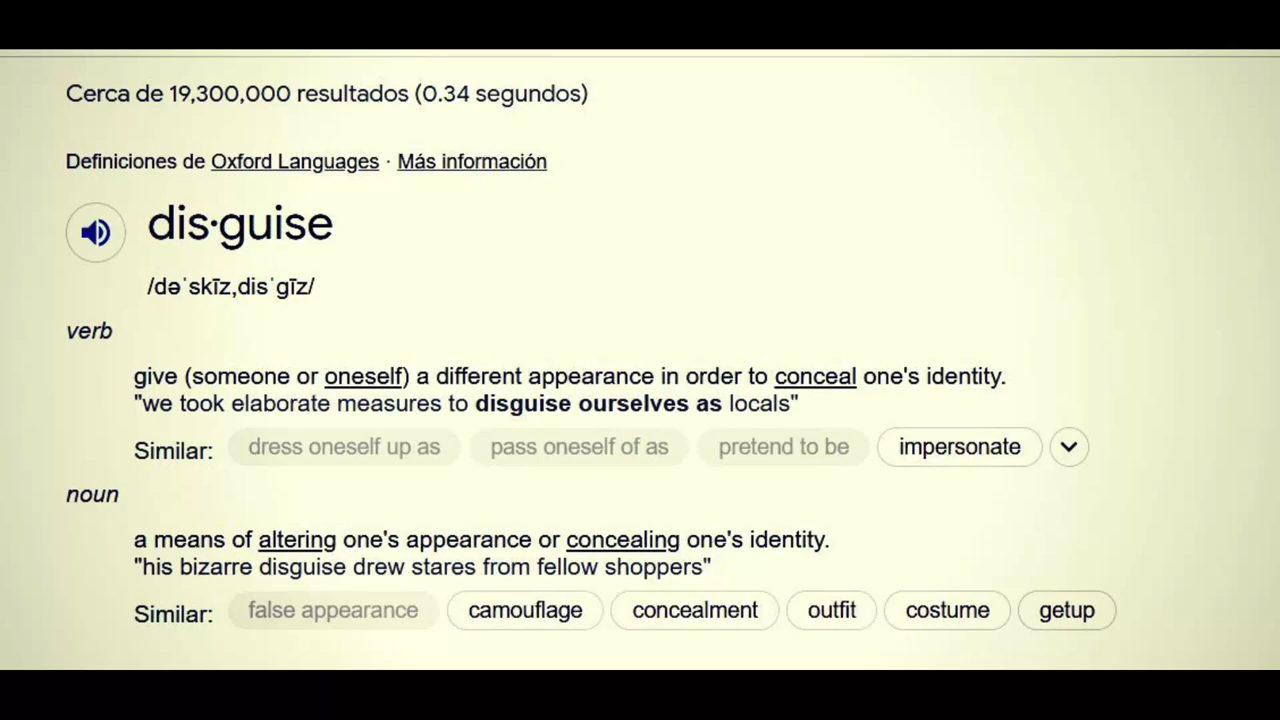 Cerca de 19,300,000 resultados (0.34 segundos)
Definiciones de Oxford Languages · Más información
dis·guise
/dəˈskīz,disˈgīz/
verb
give (someone or oneself) a different appearance in order to conceal one's identity.
"we took elaborate measures to disguise ourselves as locals"
Similar: dress oneself up as pass oneself of as pretend to be impersonate
noun
a means of altering one's appearance or concealing one's identity.
"his bizarre disguise drew stares from fellow shoppers"
Similar: false appearance camouflage concealment outfit costume getup